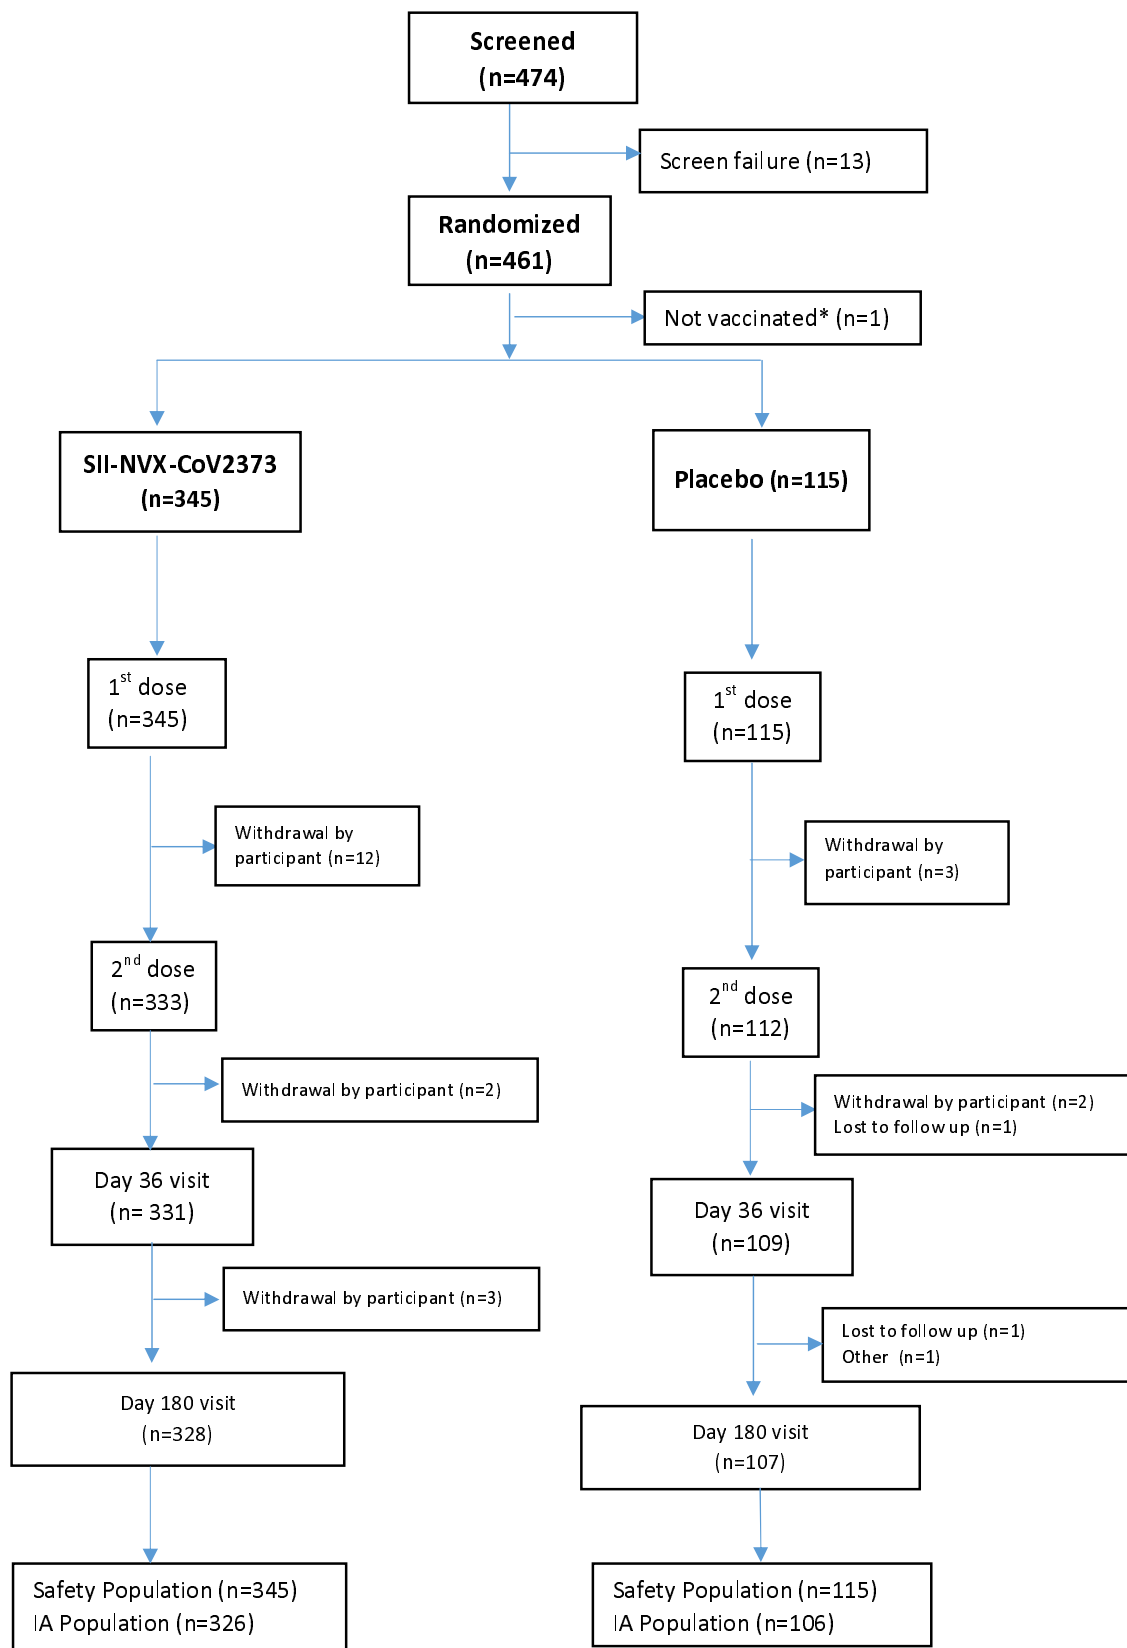 Screened
(n=474)
Screen failure (n=13)
Randomized
(n=461)
Not vaccinated* (n=1)
SII-NVX-CoV2373
(n=345)
Placebo (n=115)
1st dose
(n=345)
1st dose
(n=115)
Withdrawal by
participant (n=12)
Withdrawal by
participant (n=3)
2nd dose
(n=333)
2nd dose
(n=112)
Withdrawal by participant (n=2)
Withdrawal by participant (n=2)
Lost to follow up (n=1)
Day 36 visit
(n= 331)
Day 36 visit
(n=109)
Withdrawal by participant (n=3)
Lost to follow up (n=1)
Other  (n=1)
Day 180 visit
(n=328)
Day 180 visit
(n=107)
Safety Population (n=345)
IA Population (n=326)
Safety Population (n=115)
IA Population (n=106)